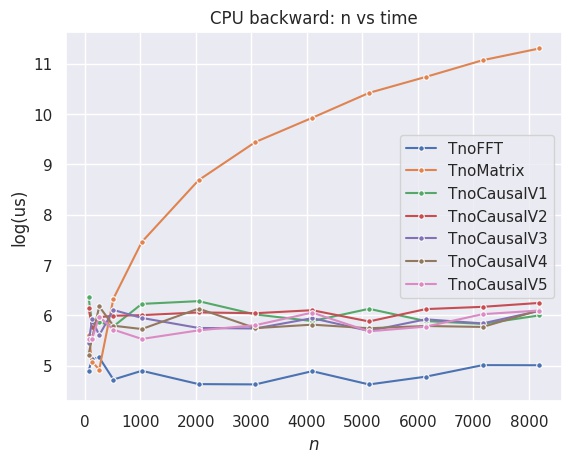 CPU backward: n vs time
log(us)
11
10
9
8
7
6
5
0
1000
2000
3000
4000
5000
6000
7000
8000
n
TnoFFT
TnoMatrix
TnoCausalV1
TnoCausalV2
TnoCausalV3
TnoCausalV4
TnoCausalV5